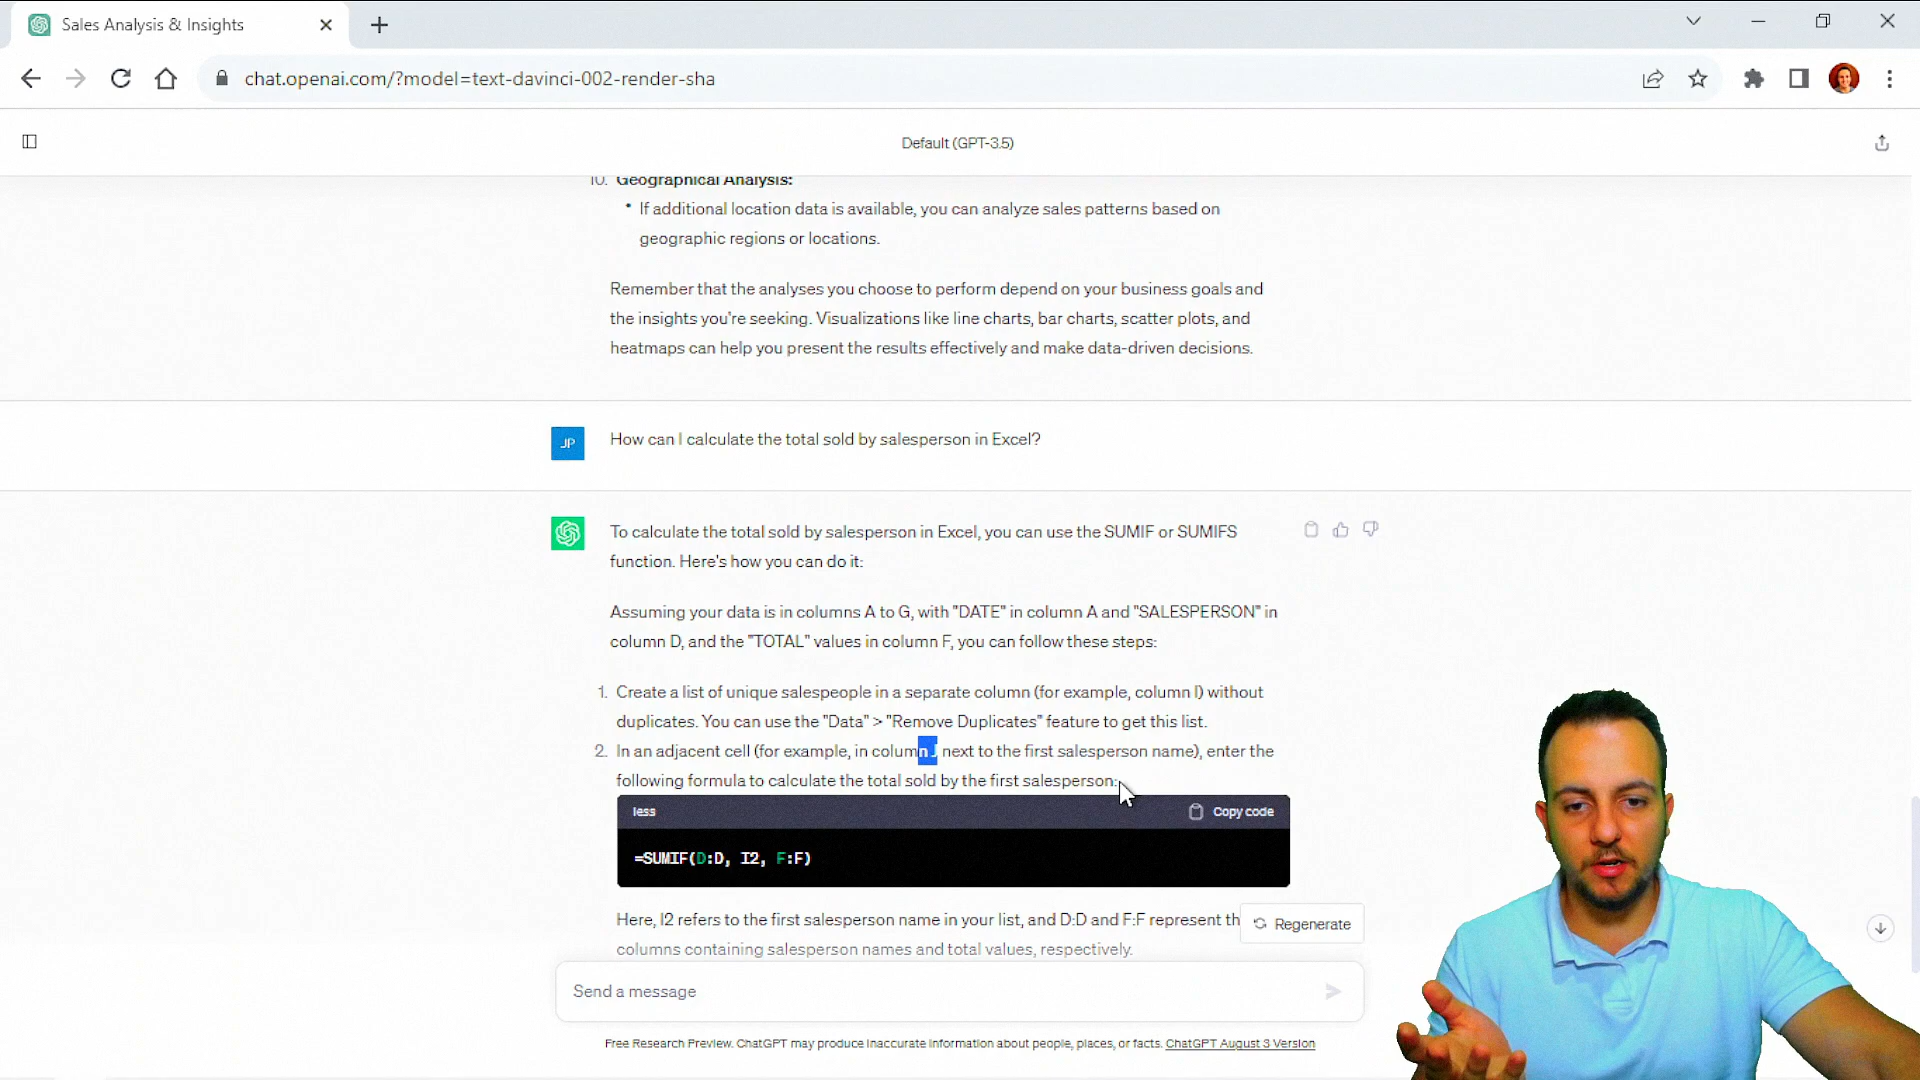 Sales Analysis & Insights
chat.openai.com/?model=text-davinci-002-render-sha
Default (GPT-3.5)
10. Geographical Analysis:
• If additional location data is available, you can analyze sales patterns based on
geographic regions or locations.
Remember that the analyses you choose to perform depend on your business goals and
the insights you're seeking. Visualizations like line charts, bar charts, scatter plots, and
heatmaps can help you present the results effectively and make data-driven decisions.
JP
How can I calculate the total sold by salesperson in Excel?
To calculate the total sold by salesperson in Excel, you can use the SUMIF or SUMIFS
function. Here's how you can do it:
Assuming your data is in columns A to G, with "DATE" in column A and "SALESPERSON" in
column D, and the "TOTAL" values in column F, you can follow these steps:
1. Create a list of unique salespeople in a separate column (for example, column I) without
duplicates. You can use the "Data" > "Remove Duplicates" feature to get this list.
2. In an adjacent cell (for example, in column J next to the first salesperson name), enter the
following formula to calculate the total sold by the first salesperson:
less
Copy code
=SUMIF(D:D, I2, F:F)
Here, I2 refers to the first salesperson name in your list, and D:D and F:F represent th
Regenerate
columns containing salesperson names and total values, respectively.
Send a message
Free Research Preview. ChatGPT may produce inaccurate information about people, places, or facts. ChatGPT August 3 Version